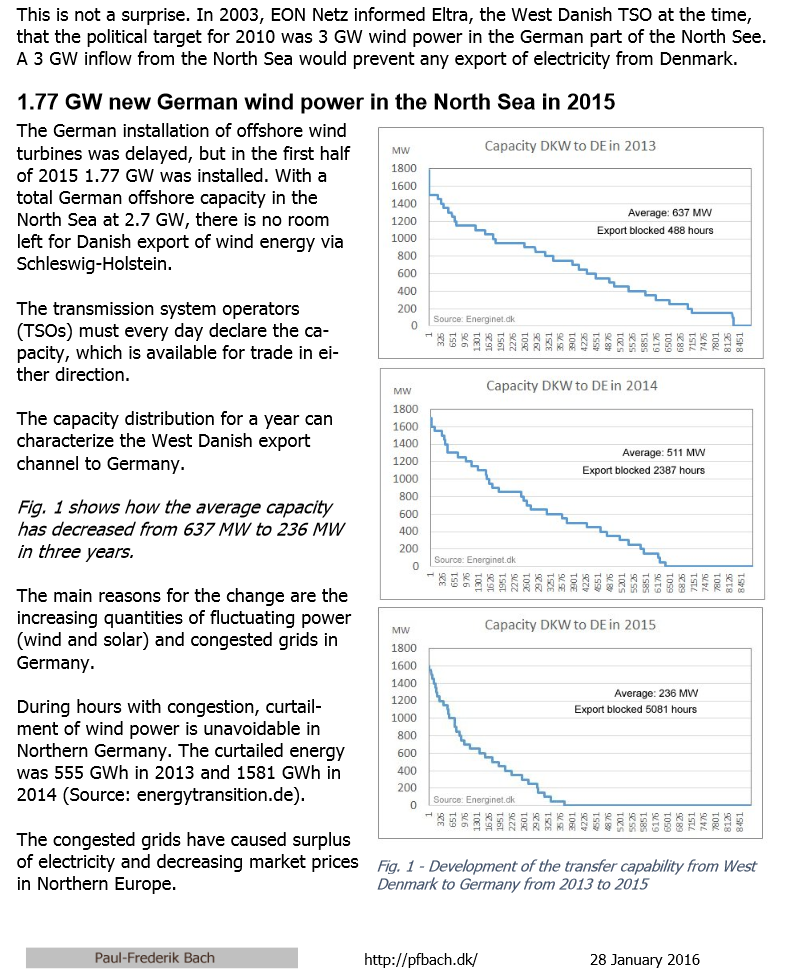 This is not a surprise. In 2003, EON Netz informed Eltra, the West Danish TSO at the time,
that the political target for 2010 was 3 GW wind power in the German part of the North See.
A 3 GW inflow from the North Sea would prevent any export of electricity from Denmark.
1.77 GW new German wind power in the North Sea in 2015
The German installation of offshore wind
turbines was delayed, but in the first half
of 2015 1.77 GW was installed. With a
total German offshore capacity in the
North Sea at 2.7 GW, there is no room
left for Danish export of wind energy via
Schleswig-Holstein.
The transmission system operators
(TSOs) must every day declare the ca-
pacity, which is available for trade in ei-
ther direction.
The capacity distribution for a year can
characterize the West Danish export
channel to Germany.
Fig. 1 shows how the average capacity
has decreased from 637 MW to 236 MW
in three years.
The main reasons for the change are the
increasing quantities of fluctuating power
(wind and solar) and congested grids in
Germany.
During hours with congestion, curtail-
ment of wind power is unavoidable in
Northern Germany. The curtailed energy
was 555 GWh in 2013 and 1581 GWh in
2014 (Source: energytransition.de).
The congested grids have caused surplus
of electricity and decreasing market prices
in Northern Europe.
Capacity DKW to DE in 2013
MW
1800
1600
1400
1200
1000
800
600
400
200
0
Average: 637 MW
Export blocked 488 hours
Source: Energinet.dk
1 326 651 976 1301 1626 1951 2276 2601 2926 3251 3576 3901 4226 4551 4876 5201 5526 5851 6176 6501 6826 7151 7476 7801 8126 8451
Capacity DKW to DE in 2014
MW
1800
1600
1400
1200
1000
800
600
400
200
0
Average: 511 MW
Export blocked 2387 hours
Source: Energinet.dk
1 326 651 976 1301 1626 1951 2276 2601 2926 3251 3576 3901 4226 4551 4876 5201 5526 5851 6176 6501 6826 7151 7476 7801 8126 8451
Capacity DKW to DE in 2015
MW
1800
1600
1400
1200
1000
800
600
400
200
0
Average: 236 MW
Export blocked 5081 hours
Source: Energinet.dk
1 326 651 976 1301 1626 1951 2276 2601 2926 3251 3576 3901 4226 4551 4876 5201 5526 5851 6176 6501 6826 7151 7476 7801 8126 8451
Fig. 1 - Development of the transfer capability from West
Denmark to Germany from 2013 to 2015
Paul-Frederik Bach http://pfbach.dk/ 28 January 2016